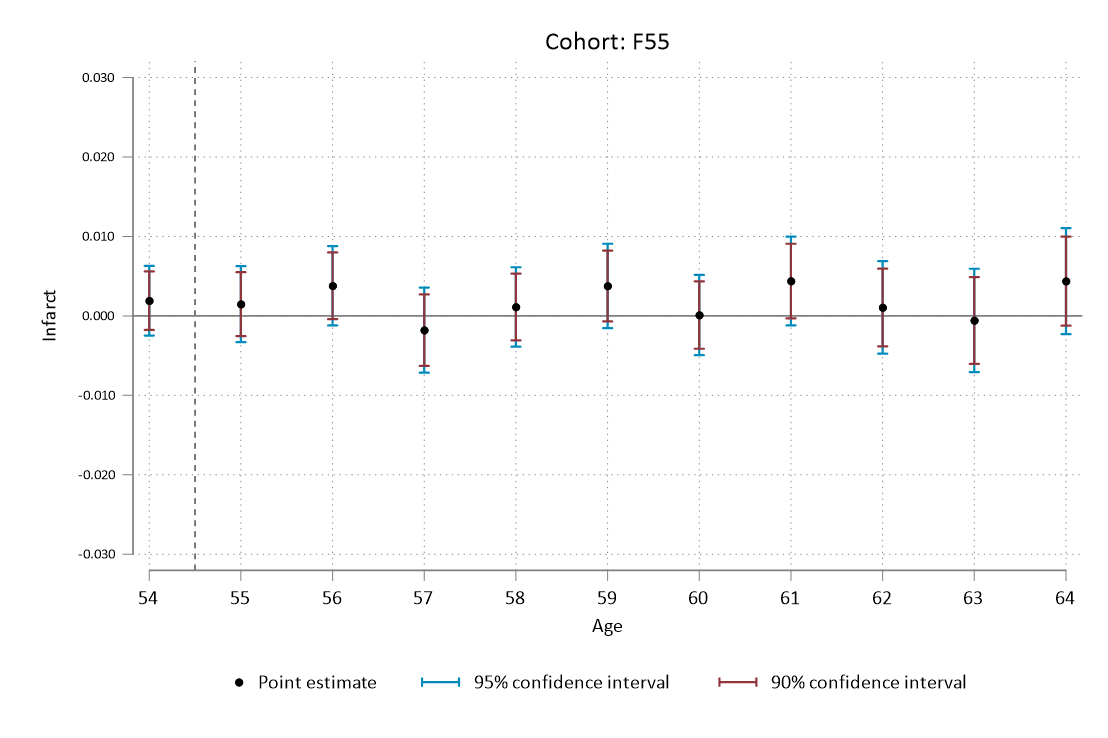 Cohort: F55
0.030
0.020
0.010
0.000
-0.010
-0.020
-0.030
Infarct
54 55 56 57 58 59 60 61 62 63 64
Age
Point estimate 95% confidence interval 90% confidence interval